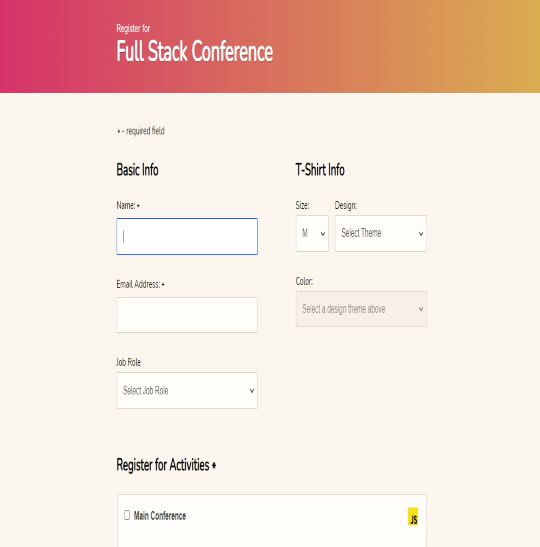 Register for
Full Stack Conference
* - required field
Basic Info
Name: *
Email Address: *
Job Role
Select Job Role
T-Shirt Info
Size:
M
Design:
Select Theme
Color:
Select a design theme above
Register for Activities *
Main Conference
JS